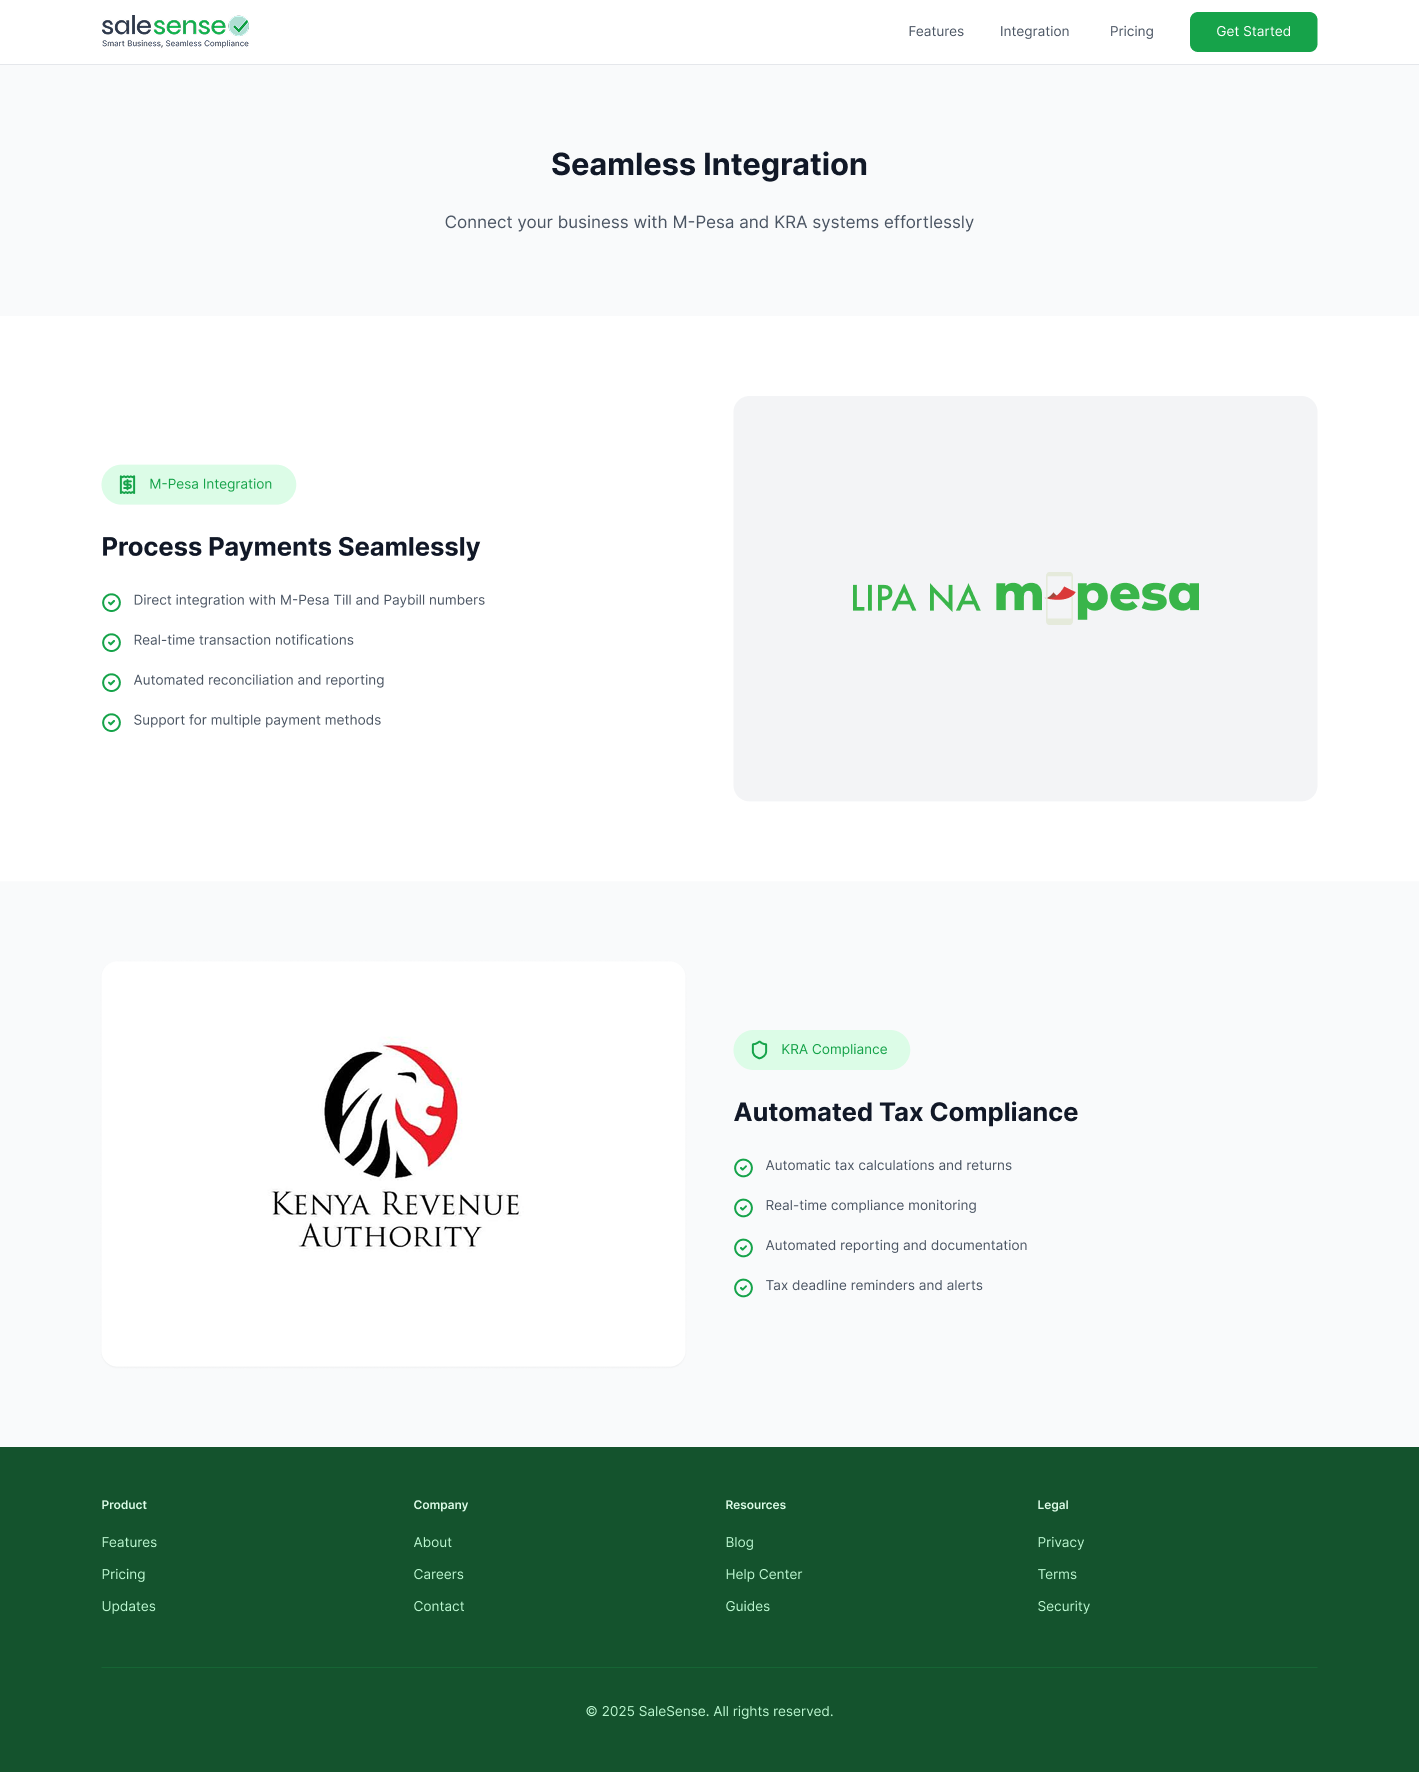 salesense
Smart Business, Seamless Compliance
Features
Integration
Pricing
Get Started
Seamless Integration
Connect your business with M-Pesa and KRA systems effortlessly
M-Pesa Integration
Process Payments Seamlessly
Direct integration with M-Pesa Till and Paybill numbers
Real-time transaction notifications
Automated reconciliation and reporting
Support for multiple payment methods
LIPA NA m-pesa
KENYA REVENUE
AUTHORITY
KRA Compliance
Automated Tax Compliance
Automatic tax calculations and returns
Real-time compliance monitoring
Automated reporting and documentation
Tax deadline reminders and alerts
Product
Features
Pricing
Updates
Company
About
Careers
Contact
Resources
Blog
Help Center
Guides
Legal
Privacy
Terms
Security
© 2025 SaleSense. All rights reserved.